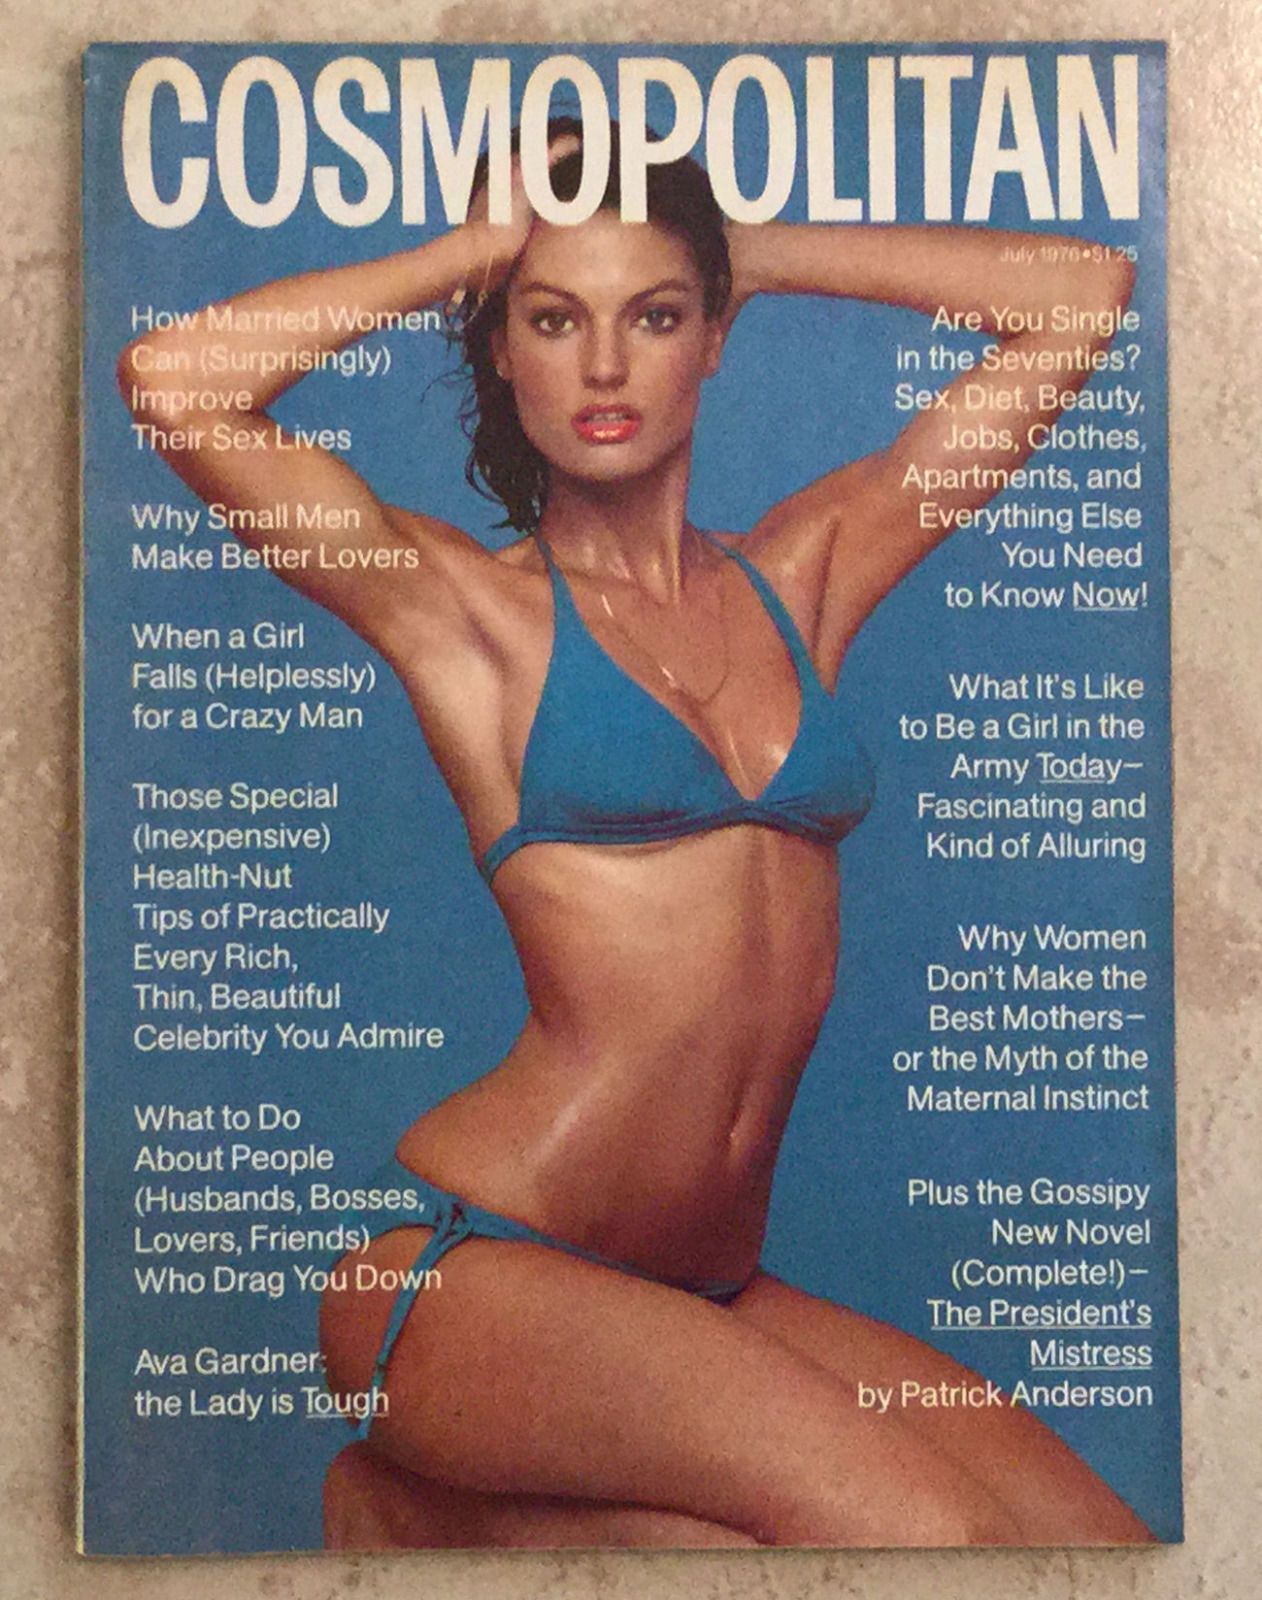 COSMOPOLITAN
July 1976•$1.25
How Married Women
Can (Surprisingly)
Improve
Their Sex Lives
Why Small Men
Make Better Lovers
When a Girl
Falls (Helplessly)
for a Crazy Man
Those Special
(Inexpensive)
Health-Nut
Tips of Practically
Every Rich,
Thin, Beautiful
Celebrity You Admire
What to Do
About People
(Husbands, Bosses,
Lovers, Friends)
Who Drag You Down
Ava Gardner:
the Lady is Tough
Are You Single
in the Seventies?
Sex, Diet, Beauty,
Jobs, Clothes,
Apartments, and
Everything Else
You Need
to Know Now!
What It's Like
to Be a Girl in the
Army Today–
Fascinating and
Kind of Alluring
Why Women
Don't Make the
Best Mothers–
or the Myth of the
Maternal Instinct
Plus the Gossipy
New Novel
(Complete!)–
The President's
Mistress
by Patrick Anderson